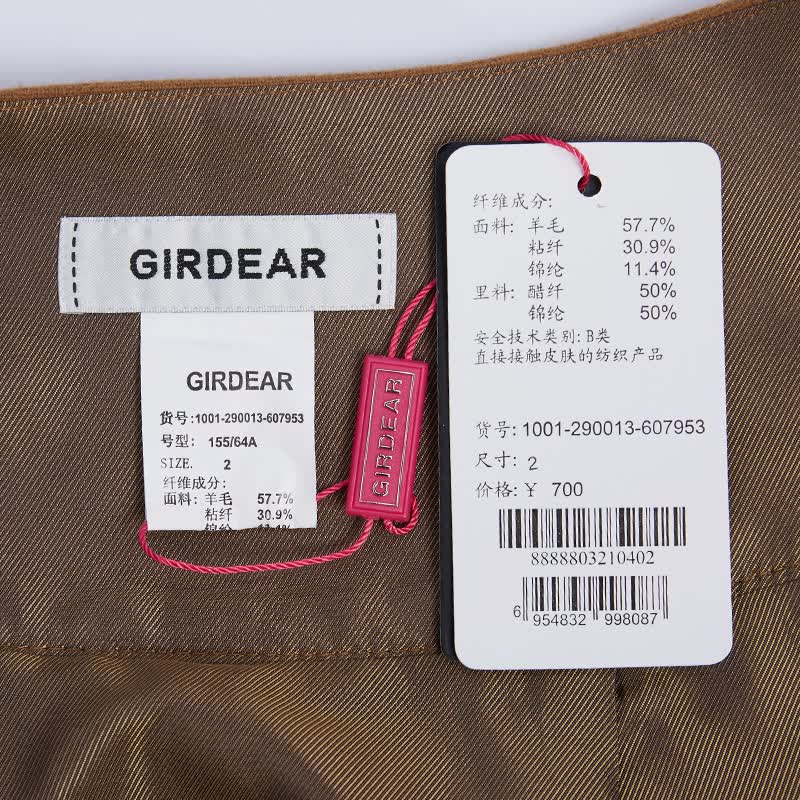 GIRDEAR
GIRDEAR
货号:1001-290013-607953
号型: 155/64A
SIZE. 2
纤维成分:
面料: 羊毛 57.7%
粘纤 30.9%
锦纶 11.4%
GIRDEAR
纤维成分:
面料: 羊毛 57.7%
粘纤 30.9%
锦纶 11.4%
里料: 醋纤 50%
锦纶 50%
安全技术类别: B类
直接接触皮肤的纺织产品
货号: 1001-290013-607953
尺寸: 2
价格: ¥ 700
8888803210402
6 954832 998087